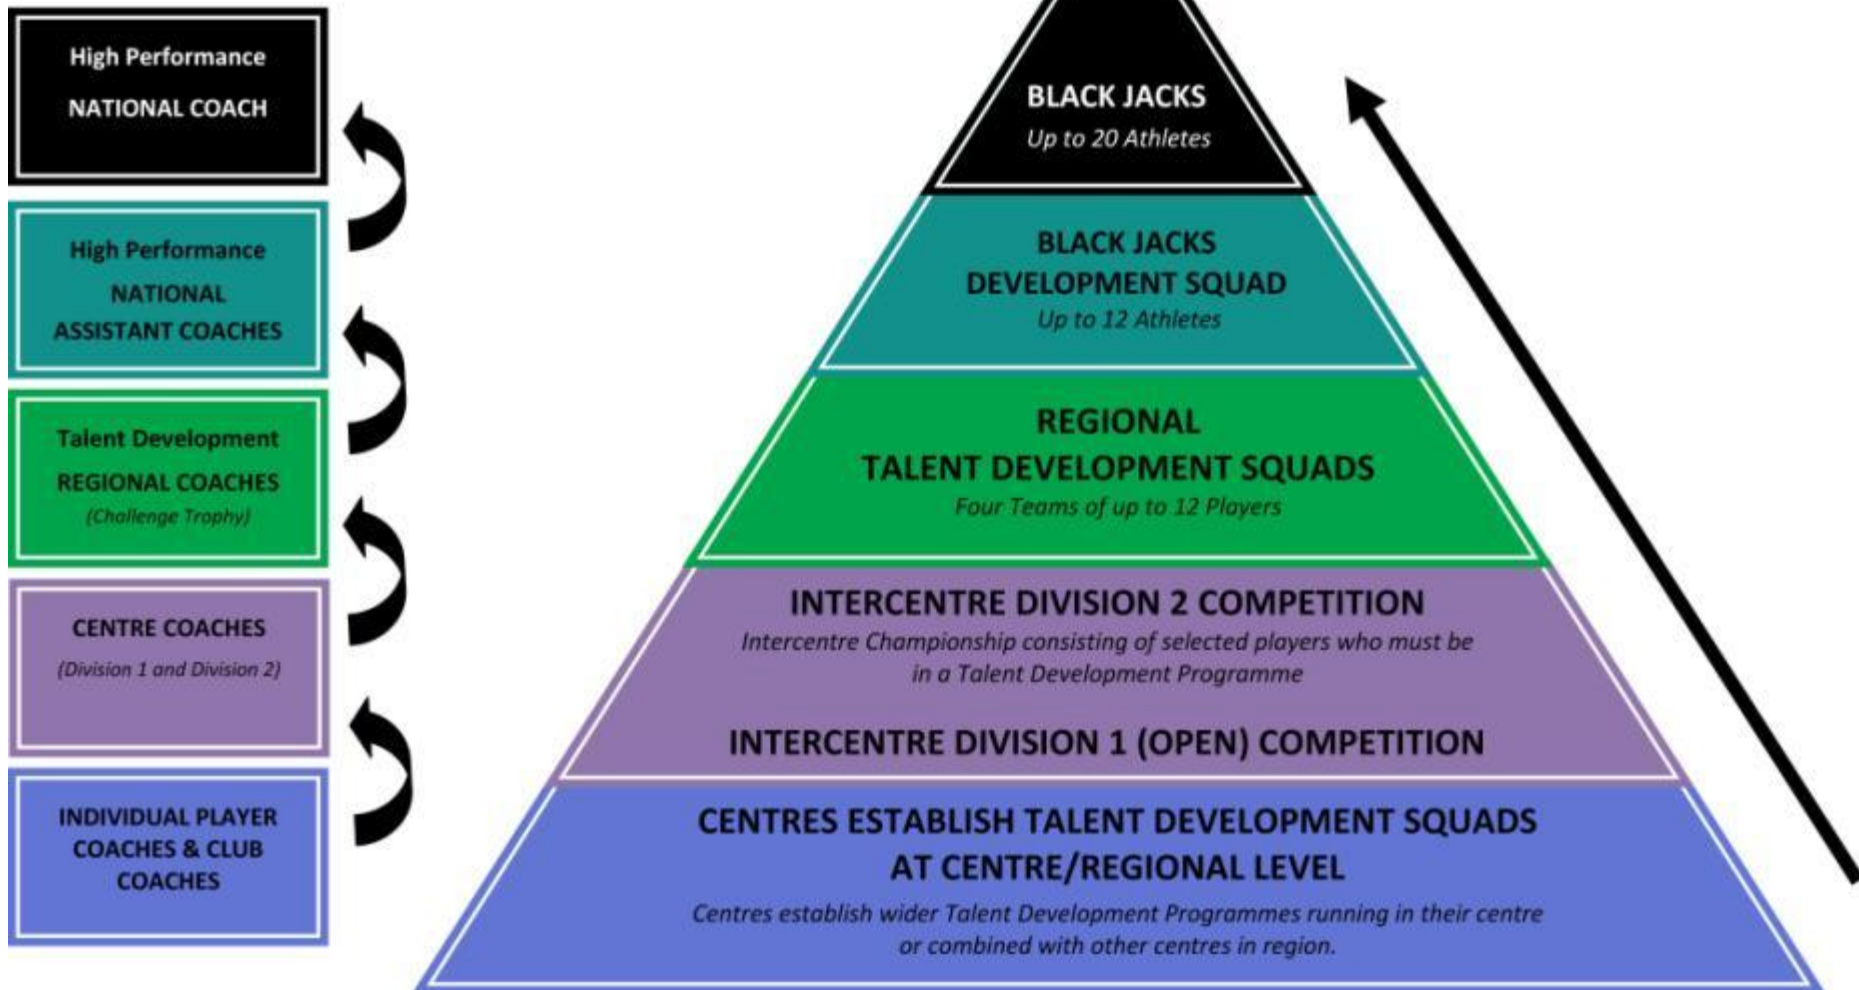 High Performance
NATIONAL COACH
High Performance
NATIONAL
ASSISTANT COACHES
Talent Development
REGIONAL COACHES
(Challenge Trophy)
CENTRE COACHES
(Division 1 and Division 2)
INDIVIDUAL PLAYER
COACHES & CLUB
COACHES
BLACK JACKS
Up to 20 Athletes
BLACK JACKS
DEVELOPMENT SQUAD
Up to 12 Athletes
REGIONAL
TALENT DEVELOPMENT SQUADS
Four Teams of up to 12 Players
INTERCENTRE DIVISION 2 COMPETITION
Intercentre Championship consisting of selected players who must be
in a Talent Development Programme
INTERCENTRE DIVISION 1 (OPEN) COMPETITION
CENTRES ESTABLISH TALENT DEVELOPMENT SQUADS
AT CENTRE/REGIONAL LEVEL
Centres establish wider Talent Development Programmes running in their centre
or combined with other centres in region.